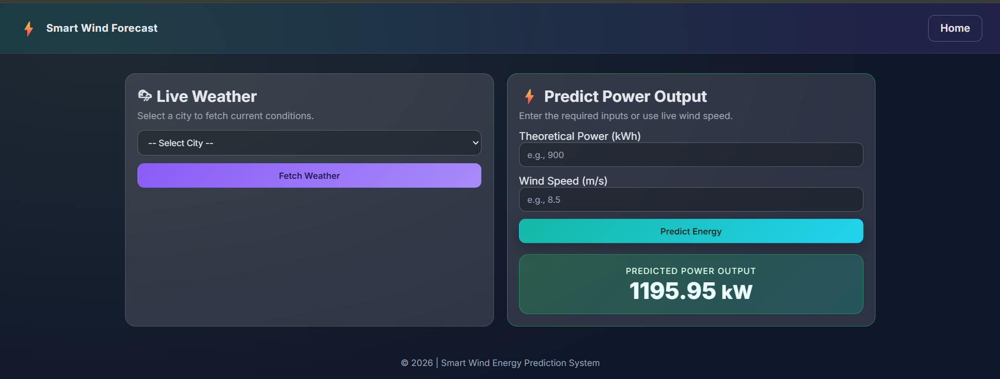 Smart Wind Forecast
Home
Live Weather
Select a city to fetch current conditions.
-- Select City --
Fetch Weather
Predict Power Output
Enter the required inputs or use live wind speed.
Theoretical Power (kWh)
e.g., 900
Wind Speed (m/s)
e.g., 8.5
Predict Energy
PREDICTED POWER OUTPUT
1195.95 kW
© 2026 | Smart Wind Energy Prediction System